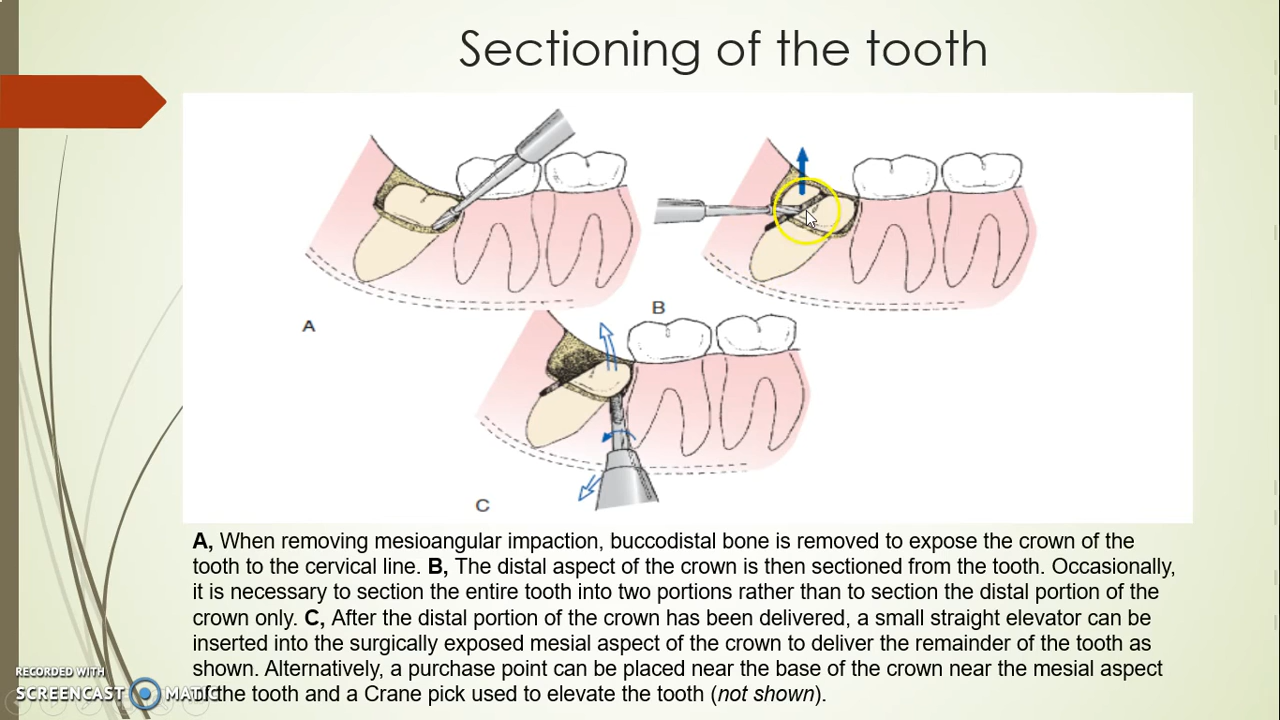 Sectioning of the tooth
A
B
C
A, When removing mesioangular impaction, buccodistal bone is removed to expose the crown of the
tooth to the cervical line. B, The distal aspect of the crown is then sectioned from the tooth. Occasionally,
it is necessary to section the entire tooth into two portions rather than to section the distal portion of the
crown only. C, After the distal portion of the crown has been delivered, a small straight elevator can be
inserted into the surgically exposed mesial aspect of the crown to deliver the remainder of the tooth as
shown. Alternatively, a purchase point can be placed near the base of the crown near the mesial aspect
of the tooth and a Crane pick used to elevate the tooth (not shown).
RECORDED WITH
SCREENCAST MATIC